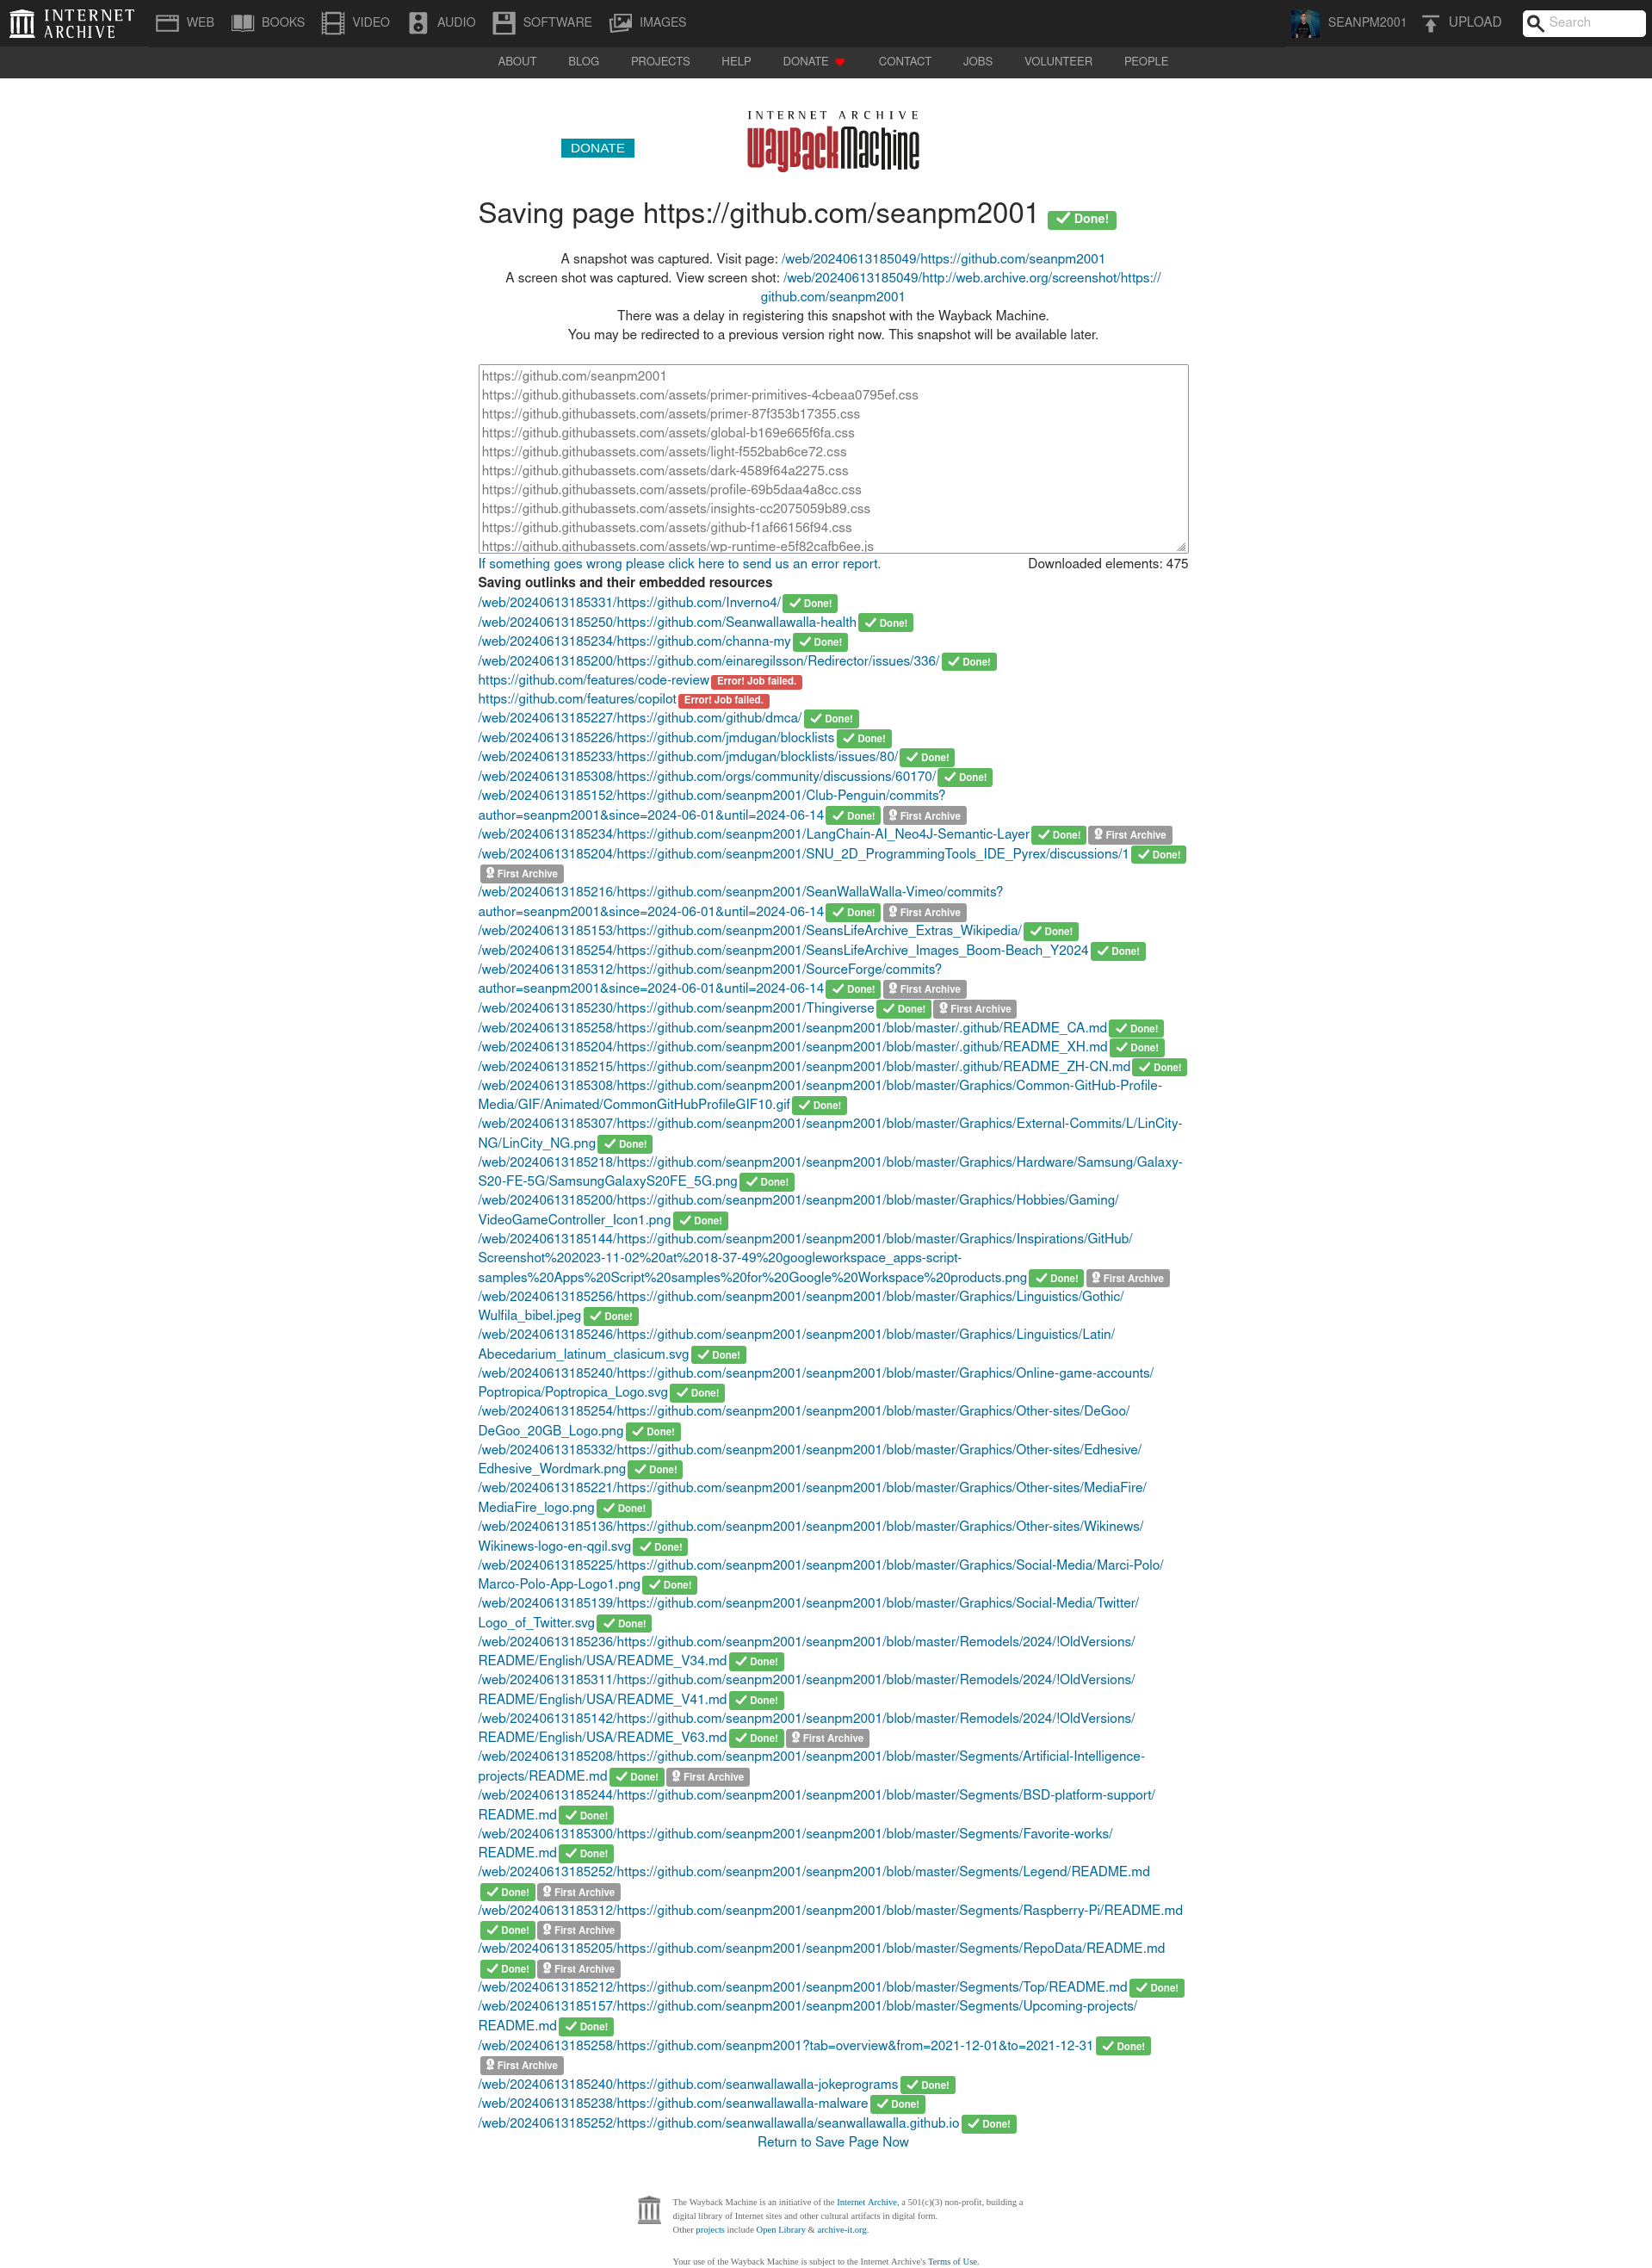 INTERNET ARCHIVE WEB BOOKS VIDEO AUDIO SOFTWARE IMAGES SEANPM2001 UPLOAD Search
ABOUT BLOG PROJECTS HELP DONATE CONTACT JOBS VOLUNTEER PEOPLE
INTERNET ARCHIVE
DONATE WayBackMachine
Saving page https://github.com/seanpm2001 Done!
A snapshot was captured. Visit page: /web/20240613185049/https://github.com/seanpm2001
A screen shot was captured. View screen shot: /web/20240613185049/http://web.archive.org/screenshot/https://
github.com/seanpm2001
There was a delay in registering this snapshot with the Wayback Machine.
You may be redirected to a previous version right now. This snapshot will be available later.
https://github.com/seanpm2001
https://github.githubassets.com/assets/primer-primitives-4cbeaa0795ef.css
https://github.githubassets.com/assets/primer-87f353b17355.css
https://github.githubassets.com/assets/global-b169e665f6fa.css
https://github.githubassets.com/assets/light-f552bab6ce72.css
https://github.githubassets.com/assets/dark-4589f64a2275.css
https://github.githubassets.com/assets/profile-69b5daa4a8cc.css
https://github.githubassets.com/assets/insights-cc2075059b89.css
https://github.githubassets.com/assets/github-f1af66156f94.css
https://github.githubassets.com/assets/wp-runtime-e5f82cafb6ee.js
If something goes wrong please click here to send us an error report. Downloaded elements: 475
Saving outlinks and their embedded resources
/web/20240613185331/https://github.com/Inverno4/ Done!
/web/20240613185250/https://github.com/Seanwallawalla-health Done!
/web/20240613185234/https://github.com/channa-my Done!
/web/20240613185200/https://github.com/einaregilsson/Redirector/issues/336/ Done!
https://github.com/features/code-review Error! Job failed.
https://github.com/features/copilot Error! Job failed.
/web/20240613185227/https://github.com/github/dmca/ Done!
/web/20240613185226/https://github.com/jmdugan/blocklists Done!
/web/20240613185233/https://github.com/jmdugan/blocklists/issues/80/ Done!
/web/20240613185308/https://github.com/orgs/community/discussions/60170/ Done!
/web/20240613185152/https://github.com/seanpm2001/Club-Penguin/commits?
author=seanpm2001&since=2024-06-01&until=2024-06-14 Done! First Archive
/web/20240613185234/https://github.com/seanpm2001/LangChain-AI_Neo4J-Semantic-Layer Done! First Archive
/web/20240613185204/https://github.com/seanpm2001/SNU_2D_ProgrammingTools_IDE_Pyrex/discussions/1 Done!
First Archive
/web/20240613185216/https://github.com/seanpm2001/SeanWallaWalla-Vimeo/commits?
author=seanpm2001&since=2024-06-01&until=2024-06-14 Done! First Archive
/web/20240613185153/https://github.com/seanpm2001/SeansLifeArchive_Extras_Wikipedia/ Done!
/web/20240613185254/https://github.com/seanpm2001/SeansLifeArchive_Images_Boom-Beach_Y2024 Done!
/web/20240613185312/https://github.com/seanpm2001/SourceForge/commits?
author=seanpm2001&since=2024-06-01&until=2024-06-14 Done! First Archive
/web/20240613185230/https://github.com/seanpm2001/Thingiverse Done! First Archive
/web/20240613185258/https://github.com/seanpm2001/seanpm2001/blob/master/.github/README_CA.md Done!
/web/20240613185204/https://github.com/seanpm2001/seanpm2001/blob/master/.github/README_XH.md Done!
/web/20240613185215/https://github.com/seanpm2001/seanpm2001/blob/master/.github/README_ZH-CN.md Done!
/web/20240613185308/https://github.com/seanpm2001/seanpm2001/blob/master/Graphics/Common-GitHub-Profile-
Media/GIF/Animated/CommonGitHubProfileGIF10.gif Done!
/web/20240613185307/https://github.com/seanpm2001/seanpm2001/blob/master/Graphics/External-Commits/L/LinCity-
NG/LinCity_NG.png Done!
/web/20240613185218/https://github.com/seanpm2001/seanpm2001/blob/master/Graphics/Hardware/Samsung/Galaxy-
S20-FE-5G/SamsungGalaxyS20FE_5G.png Done!
/web/20240613185200/https://github.com/seanpm2001/seanpm2001/blob/master/Graphics/Hobbies/Gaming/
VideoGameController_Icon1.png Done!
/web/20240613185144/https://github.com/seanpm2001/seanpm2001/blob/master/Graphics/Inspirations/GitHub/
Screenshot%202023-11-02%20at%2018-37-49%20googleworkspace_apps-script-
samples%20Apps%20Script%20samples%20for%20Google%20Workspace%20products.png Done! First Archive
/web/20240613185256/https://github.com/seanpm2001/seanpm2001/blob/master/Graphics/Linguistics/Gothic/
Wulfila_bibel.jpeg Done!
/web/20240613185246/https://github.com/seanpm2001/seanpm2001/blob/master/Graphics/Linguistics/Latin/
Abecedarium_latinum_clasicum.svg Done!
/web/20240613185240/https://github.com/seanpm2001/seanpm2001/blob/master/Graphics/Online-game-accounts/
Poptropica/Poptropica_Logo.svg Done!
/web/20240613185254/https://github.com/seanpm2001/seanpm2001/blob/master/Graphics/Other-sites/DeGoo/
DeGoo_20GB_Logo.png Done!
/web/20240613185332/https://github.com/seanpm2001/seanpm2001/blob/master/Graphics/Other-sites/Edhesive/
Edhesive_Wordmark.png Done!
/web/20240613185221/https://github.com/seanpm2001/seanpm2001/blob/master/Graphics/Other-sites/MediaFire/
MediaFire_logo.png Done!
/web/20240613185136/https://github.com/seanpm2001/seanpm2001/blob/master/Graphics/Other-sites/Wikinews/
Wikinews-logo-en-qgil.svg Done!
/web/20240613185225/https://github.com/seanpm2001/seanpm2001/blob/master/Graphics/Social-Media/Marci-Polo/
Marco-Polo-App-Logo1.png Done!
/web/20240613185139/https://github.com/seanpm2001/seanpm2001/blob/master/Graphics/Social-Media/Twitter/
Logo_of_Twitter.svg Done!
/web/20240613185236/https://github.com/seanpm2001/seanpm2001/blob/master/Remodels/2024/!OldVersions/
README/English/USA/README_V34.md Done!
/web/20240613185311/https://github.com/seanpm2001/seanpm2001/blob/master/Remodels/2024/!OldVersions/
README/English/USA/README_V41.md Done!
/web/20240613185142/https://github.com/seanpm2001/seanpm2001/blob/master/Remodels/2024/!OldVersions/
README/English/USA/README_V63.md Done! First Archive
/web/20240613185208/https://github.com/seanpm2001/seanpm2001/blob/master/Segments/Artificial-Intelligence-
projects/README.md Done! First Archive
/web/20240613185244/https://github.com/seanpm2001/seanpm2001/blob/master/Segments/BSD-platform-support/
README.md Done!
/web/20240613185300/https://github.com/seanpm2001/seanpm2001/blob/master/Segments/Favorite-works/
README.md Done!
/web/20240613185252/https://github.com/seanpm2001/seanpm2001/blob/master/Segments/Legend/README.md
Done! First Archive
/web/20240613185312/https://github.com/seanpm2001/seanpm2001/blob/master/Segments/Raspberry-Pi/README.md
Done! First Archive
/web/20240613185205/https://github.com/seanpm2001/seanpm2001/blob/master/Segments/RepoData/README.md
Done! First Archive
/web/20240613185212/https://github.com/seanpm2001/seanpm2001/blob/master/Segments/Top/README.md Done!
/web/20240613185157/https://github.com/seanpm2001/seanpm2001/blob/master/Segments/Upcoming-projects/
README.md Done!
/web/20240613185258/https://github.com/seanpm2001?tab=overview&from=2021-12-01&to=2021-12-31 Done!
First Archive
/web/20240613185240/https://github.com/seanwallawalla-jokeprograms Done!
/web/20240613185238/https://github.com/seanwallawalla-malware Done!
/web/20240613185252/https://github.com/seanwallawalla/seanwallawalla.github.io Done!
Return to Save Page Now
The Wayback Machine is an initiative of the Internet Archive, a 501(c)(3) non-profit, building a
digital library of Internet sites and other cultural artifacts in digital form.
Other projects include Open Library & archive-it.org.
Your use of the Wayback Machine is subject to the Internet Archive's Terms of Use.